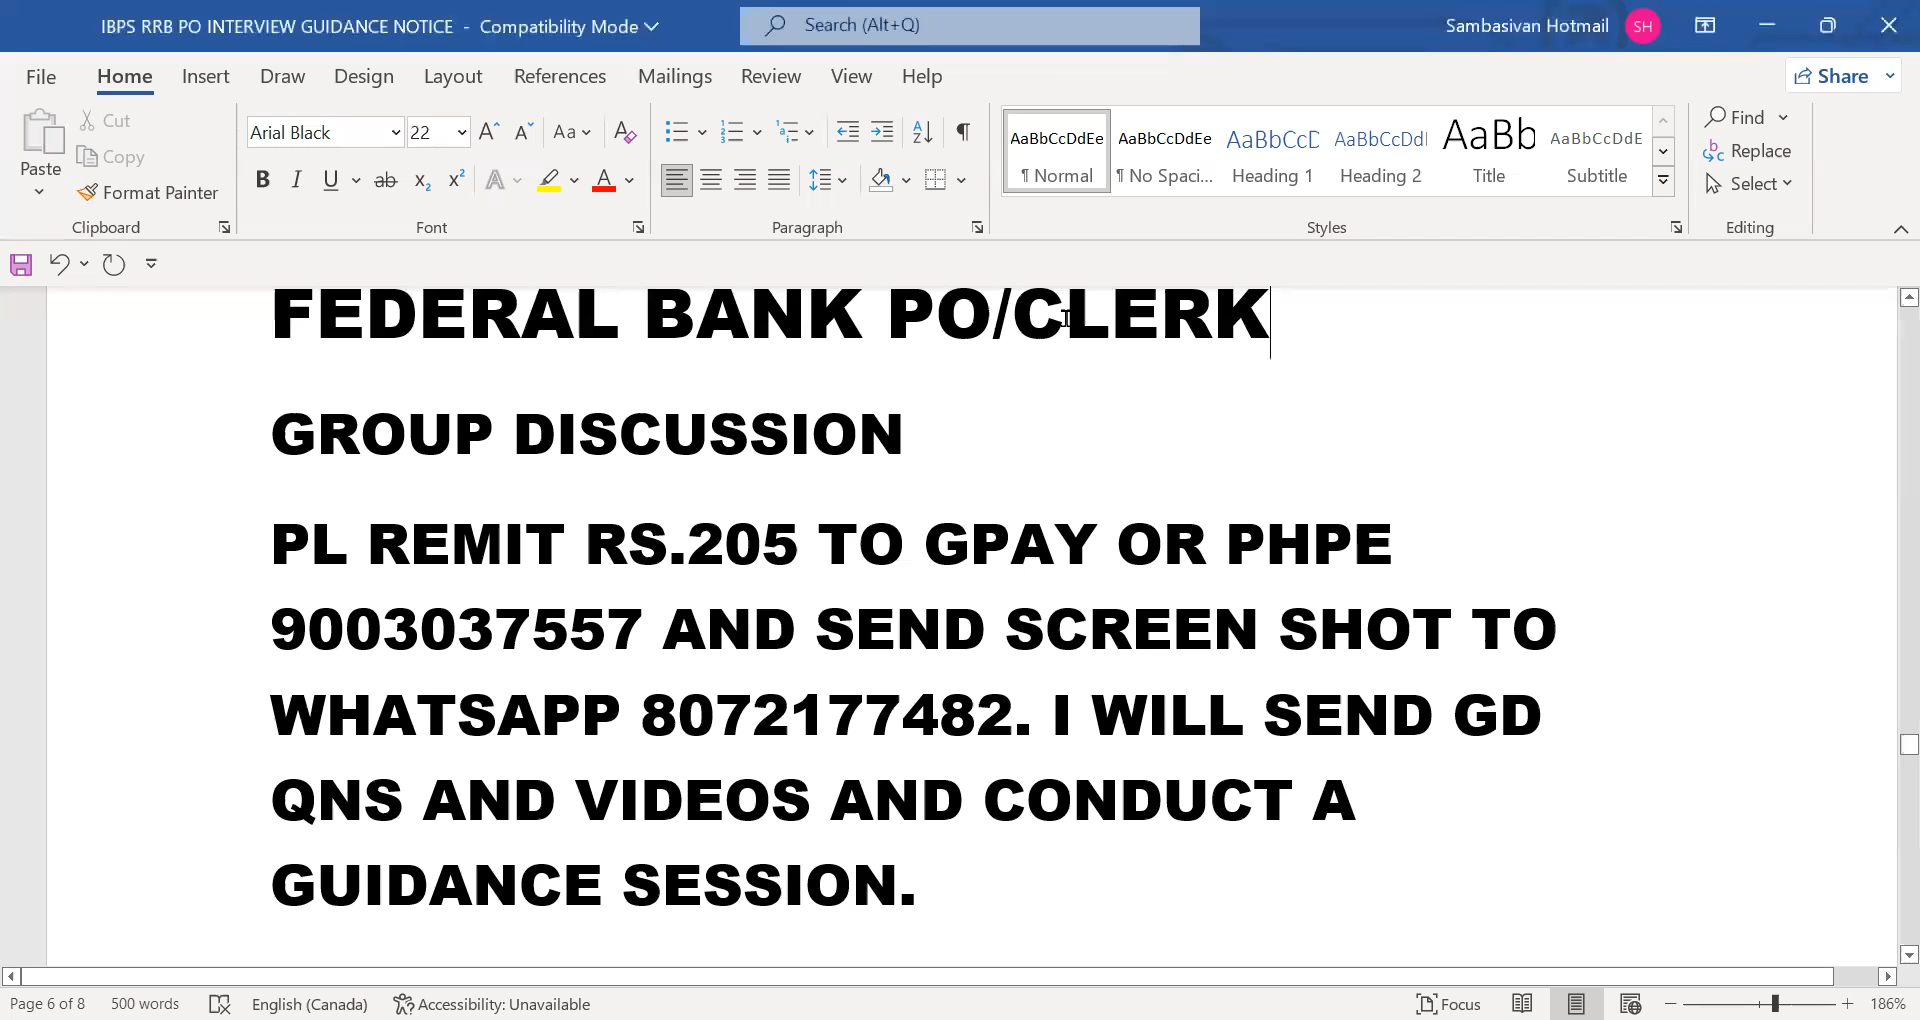 IBPS RRB PO INTERVIEW GUIDANCE NOTICE - Compatibility Mode
Search (Alt+Q)
Sambasivan Hotmail SH
File Home Insert Draw Design Layout References Mailings Review View Help
Share
Paste
Cut
Copy
Format Painter
Clipboard
Arial Black 22
Font
Paragraph
AaBbCcDdEe AaBbCcDdEe AaBbCcD AaBbCcDdI AaBb AaBbCcDdE
¶ Normal ¶ No Spaci... Heading 1 Heading 2 Title Subtitle
Styles
Find
Replace
Select
Editing
FEDERAL BANK PO/CLERK
GROUP DISCUSSION
PL REMIT RS.205 TO GPAY OR PHPE
9003037557 AND SEND SCREEN SHOT TO
WHATSAPP 8072177482. I WILL SEND GD
QNS AND VIDEOS AND CONDUCT A
GUIDANCE SESSION.
Page 6 of 8 500 words English (Canada) Accessibility: Unavailable Focus 186%